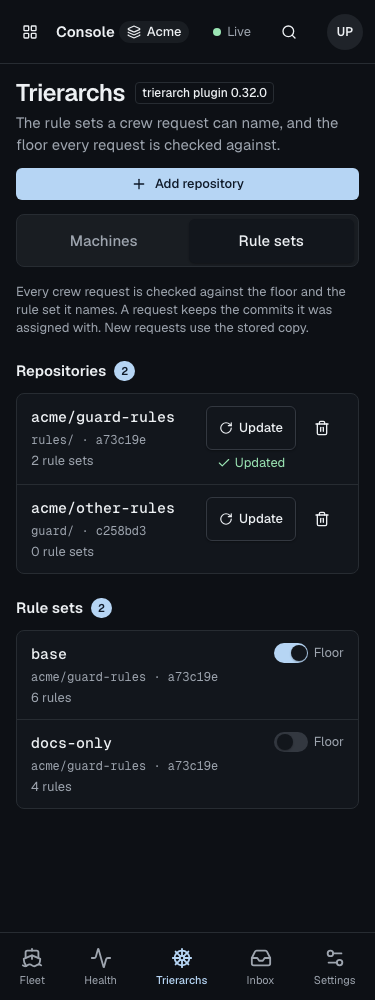 Console Acme Live UP
Trierarchs trierarch plugin 0.32.0
The rule sets a crew request can name, and the
floor every request is checked against.
Add repository
Machines Rule sets
Every crew request is checked against the floor and the
rule set it names. A request keeps the commits it was
assigned with. New requests use the stored copy.
Repositories 2
acme/guard-rules Update
rules/ · a73c19e
2 rule sets Updated
acme/other-rules Update
guard/ · c258bd3
0 rule sets
Rule sets 2
base Floor
acme/guard-rules · a73c19e
6 rules
docs-only Floor
acme/guard-rules · a73c19e
4 rules
Fleet Health Trierarchs Inbox Settings